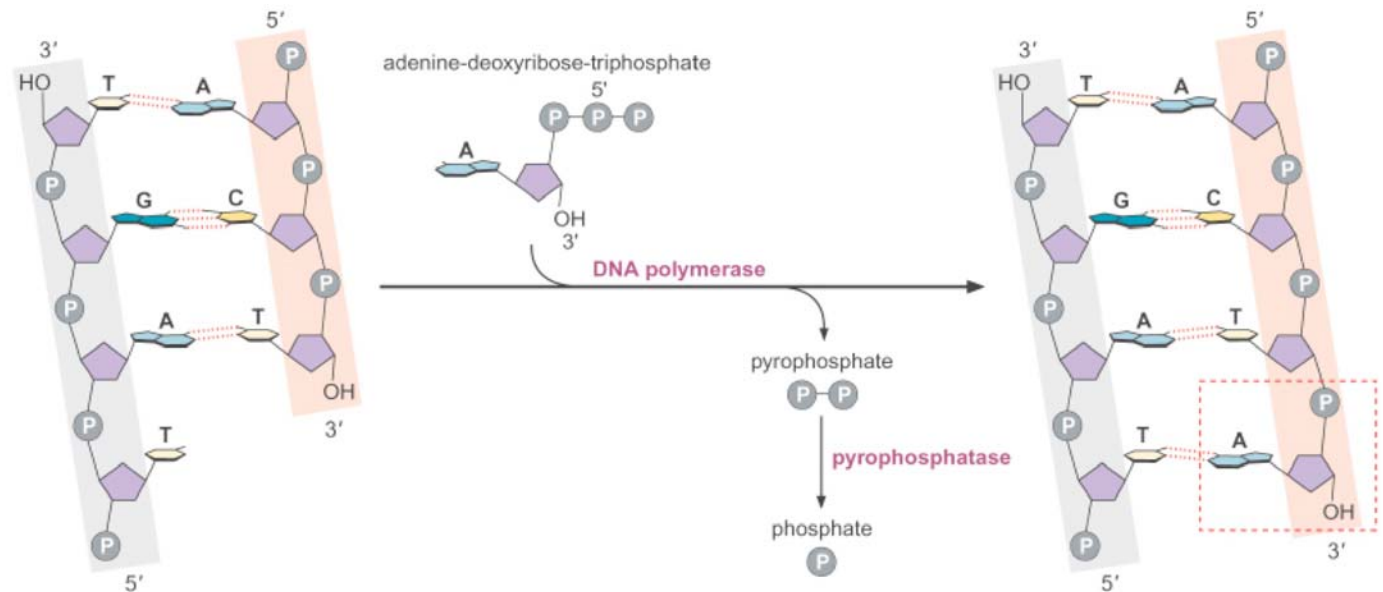 3′
HO
T
A
5′
P
P
G
C
P
P
P
A
T
P
OH
3′
T
P
5′
adenine-deoxyribose-triphosphate
5′
P P P
A
OH
3′
DNA polymerase
pyrophosphate
P P
pyrophosphatase
phosphate
P
3′
HO
T
A
5′
P
P
P
G
C
P
P
A
T
P
P
T
A
OH
3′
P
5′